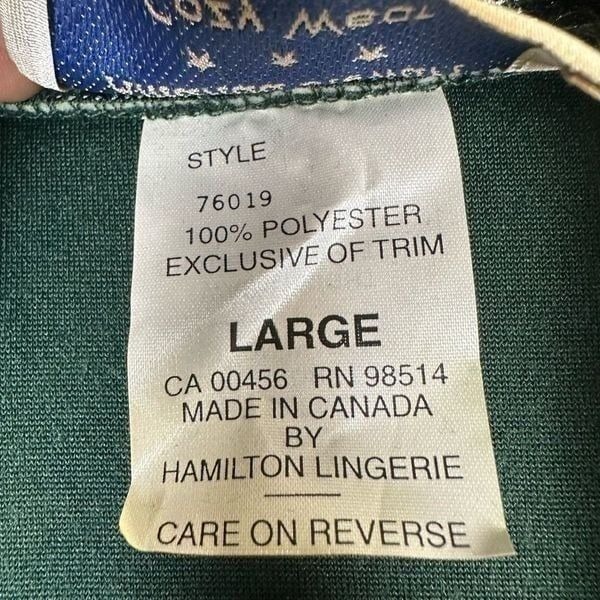 STYLE
76019
100% POLYESTER
EXCLUSIVE OF TRIM
LARGE
CA 00456 RN 98514
MADE IN CANADA
BY
HAMILTON LINGERIE
CARE ON REVERSE